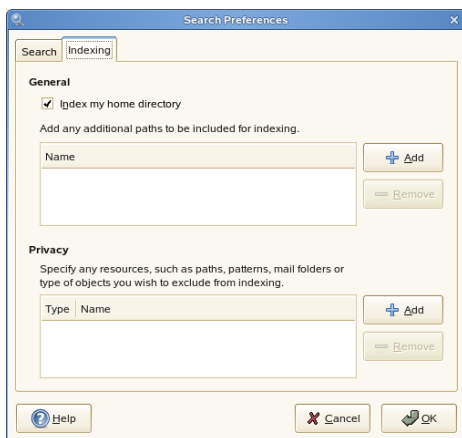 Search Preferences
Search
Indexing
General
Index my home directory
Add any additional paths to be included for indexing.
Name
Add
Remove
Privacy
Specify any resources, such as paths, patterns, mail folders or
type of objects you wish to exclude from indexing.
Type Name
Add
Remove
Help
Cancel
OK